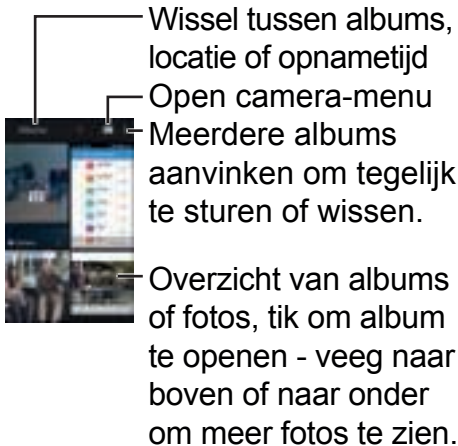 Wissel tussen albums,
locatie of opnametijd
Open camera-menu
Meerdere albums
aanvinken om tegelijk
te sturen of wissen.
Overzicht van albums
of fotos, tik om album
te openen - veeg naar
boven of naar onder
om meer fotos te zien.